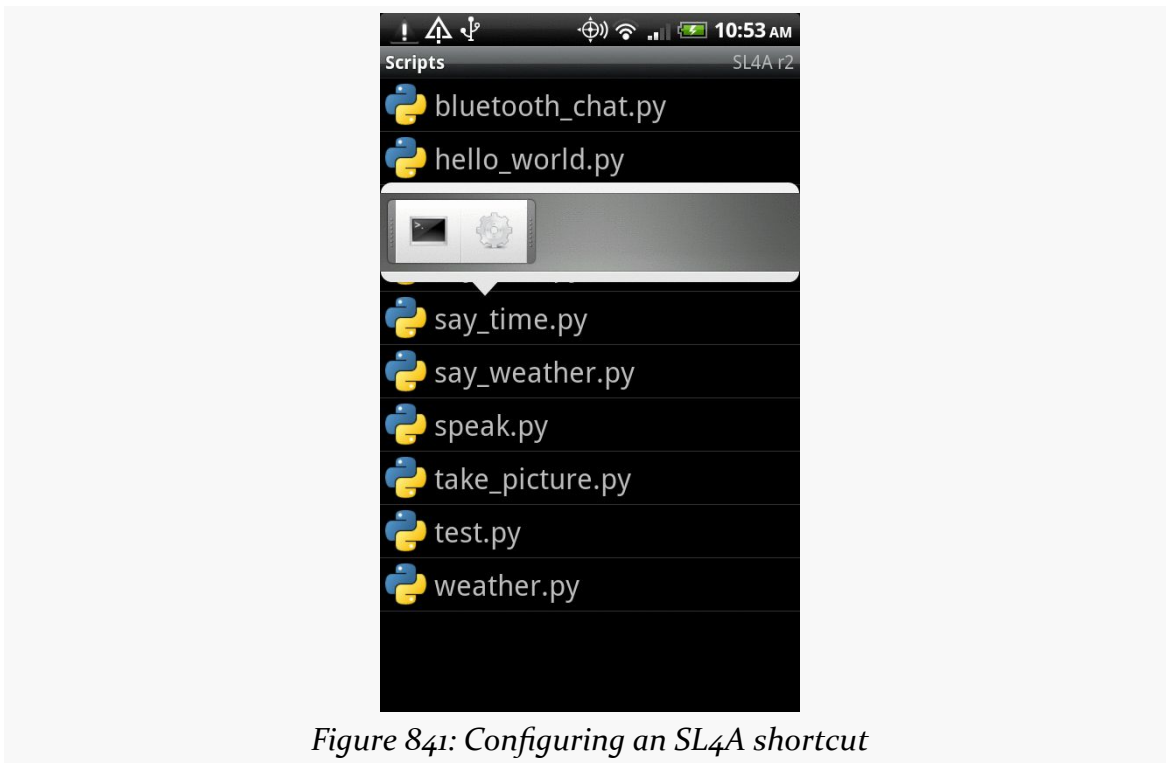 10:53 AM
Scripts SL4A r2
bluetooth_chat.py
hello_world.py
say_time.py
say_weather.py
speak.py
take_picture.py
test.py
weather.py
Figure 841: Configuring an SL4A shortcut